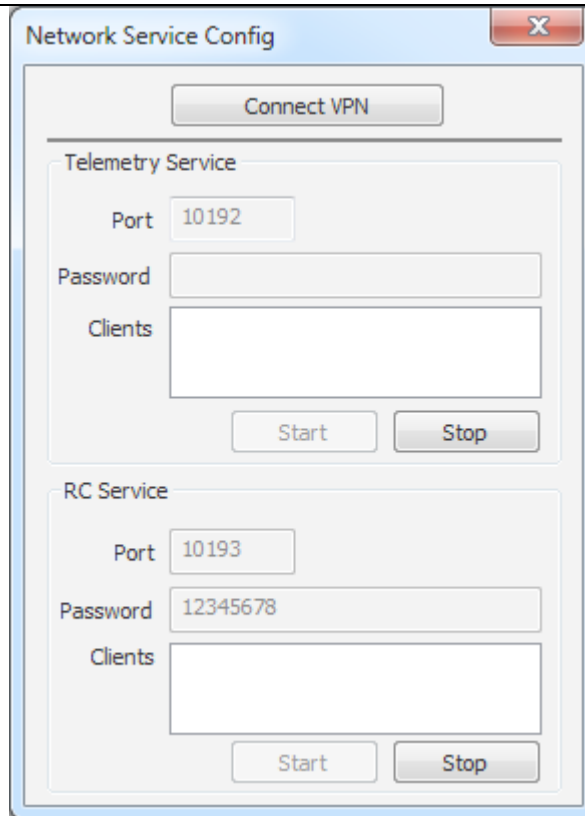 Network Service Config
Connect VPN
Telemetry Service
Port 10192
Password
Clients
Start Stop
RC Service
Port 10193
Password 12345678
Clients
Start Stop